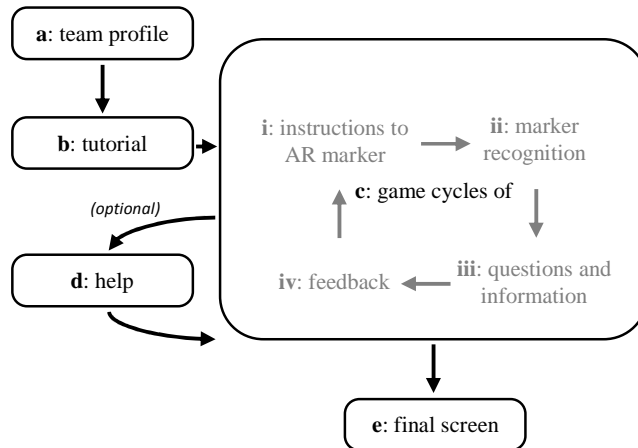 a: team profile
b: tutorial
i: instructions to
AR marker
ii: marker
recognition
c: game cycles of
(optional)
d: help
iv: feedback
iii: questions and
information
e: final screen